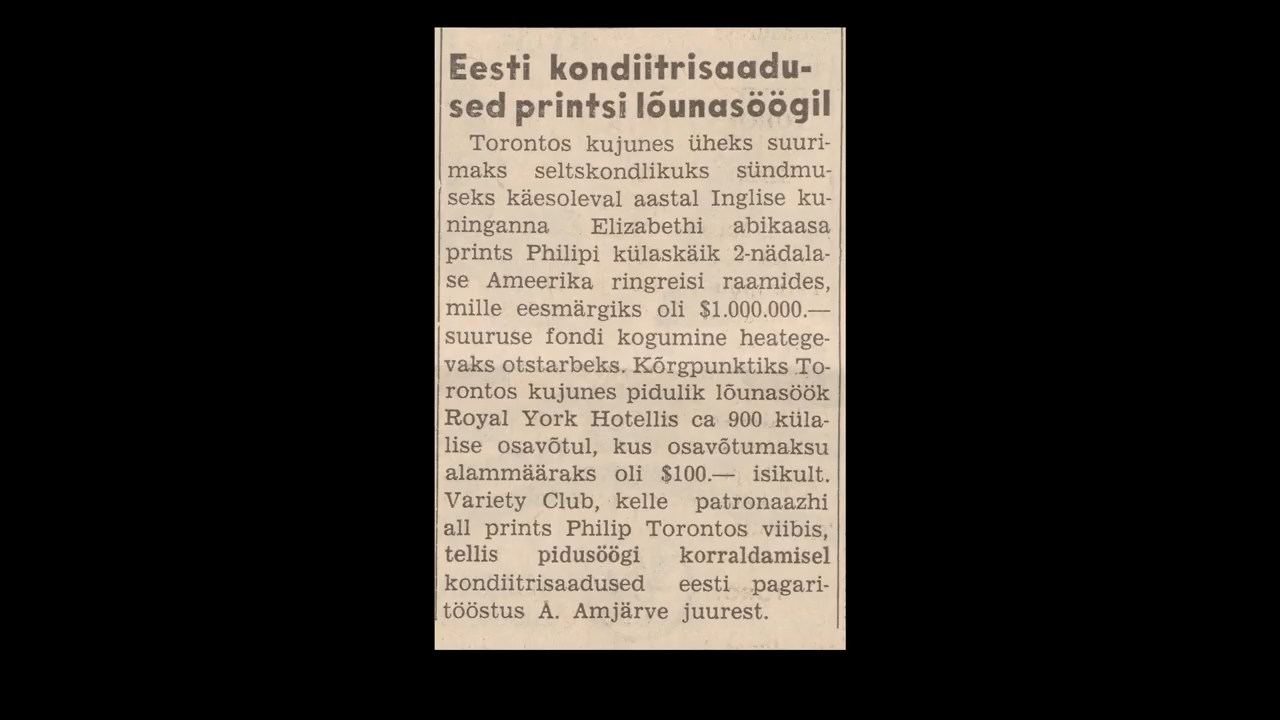 Eesti kondiitrisaadu-
sed printsi lõunasöögil
Torontos kujunes üheks suuri-
maks seltskondlikuks sündmu-
seks käesoleval aastal Inglise ku-
ninganna Elizabethi abikaasa
prints Philipi külaskäik 2-nädala-
se Ameerika ringreisi raamides,
mille eesmärgiks oli $1.000.000.—
suuruse fondi kogumine heatege-
vaks otstarbeks. Kõrgpunktiks To-
rontos kujunes pidulik lõunasöök
Royal York Hotellis ca 900 küla-
lise osavõtul, kus osavõtumaksu
alammääraks oli $100.— isikult.
Variety Club, kelle patronaazhi
all prints Philip Torontos viibis,
tellis pidusöögi korraldamisel
kondiitrisaadused eesti pagari-
tööstus A. Amjärve juurest.